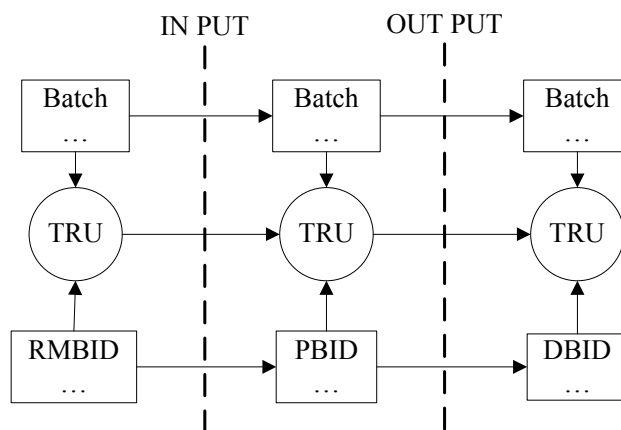 IN PUT OUT PUT
Batch Batch Batch
… … …
TRU TRU TRU
RMBID PBID DBID
… … …